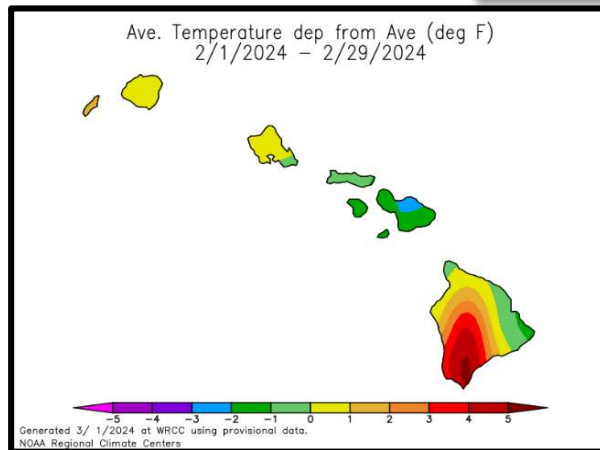 Ave. Temperature dep from Ave (deg F)
2/1/2024 – 2/29/2024
-5 -4 -3 -2 -1 0 1 2 3 4 5
Generated 3/ 1/2024 at WRCC using provisional data.
NOAA Regional Climate Centers